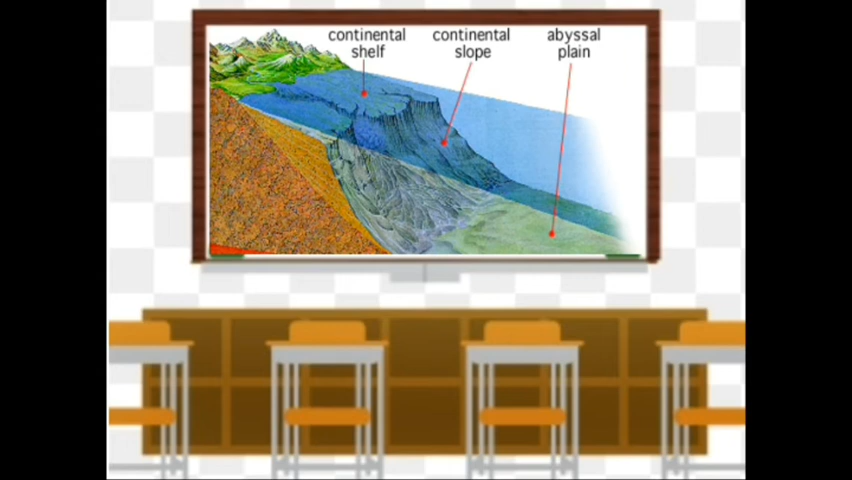 continental
shelf
continental
slope
abyssal
plain